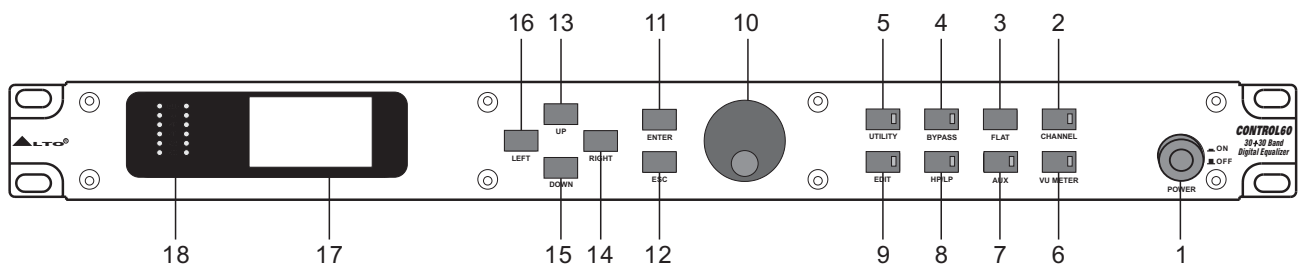 16 13 11 10 5 4 3 2
UP
ENTER
UTILITY BYPASS FLAT CHANNEL
CONTROL60
30+30 Band
Digital Equalizer
ALTO®
LEFT RIGHT
ON
OFF
DOWN
ESC
EDIT HP/LP AUX VU METER
POWER
18 17 15 14 12 9 8 7 6 1